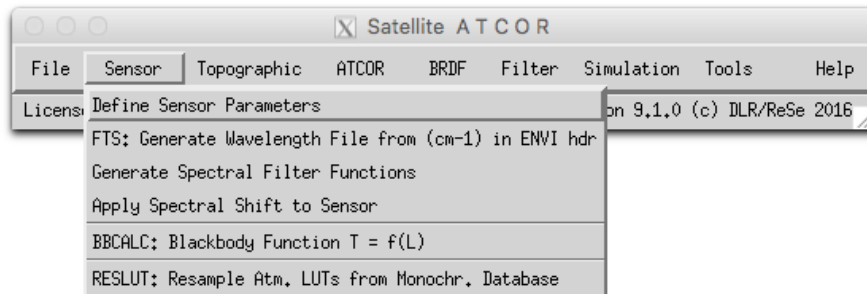 Satellite A T C O R
File Sensor Topographic ATCOR BRDF Filter Simulation Tools Help
Licens on 9.1.0 (c) DLR/ReSe 2016
Define Sensor Parameters
FTS: Generate Wavelength File from (cm-1) in ENVI hdr
Generate Spectral Filter Functions
Apply Spectral Shift to Sensor
BBCALC: Blackbody Function T = f(L)
RESLUT: Resample Atm. LUTs from Monochr. Database